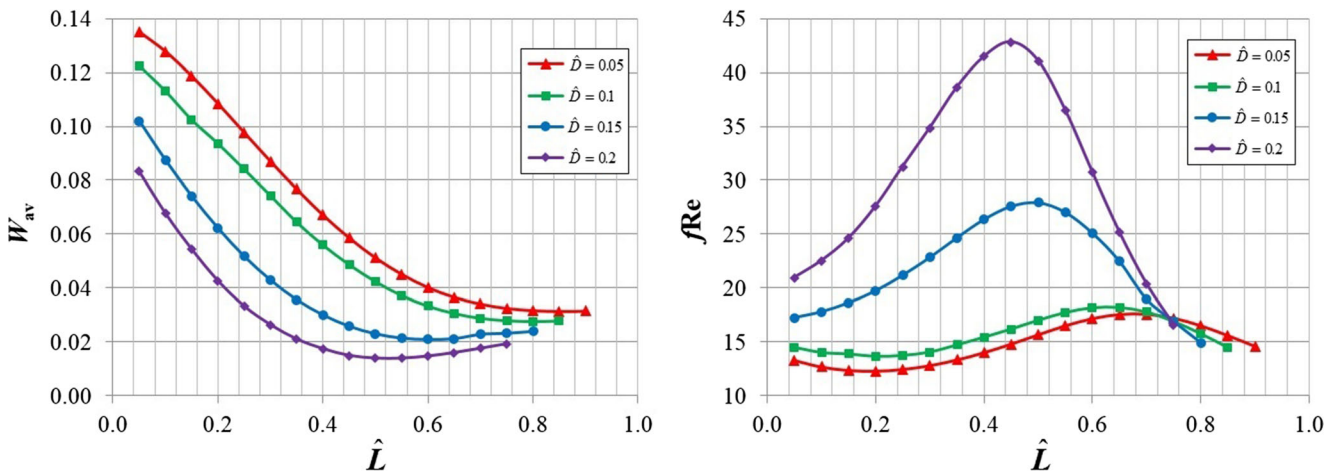 0.14
0.12
0.10
0.08
0.06
0.04
0.02
0.00
W_av
0.0 0.2 0.4 0.6 0.8 1.0
L̂
D̂ = 0.05
D̂ = 0.1
D̂ = 0.15
D̂ = 0.2
45
40
35
30
25
20
15
10
fRe
0.0 0.2 0.4 0.6 0.8 1.0
L̂
D̂ = 0.05
D̂ = 0.1
D̂ = 0.15
D̂ = 0.2